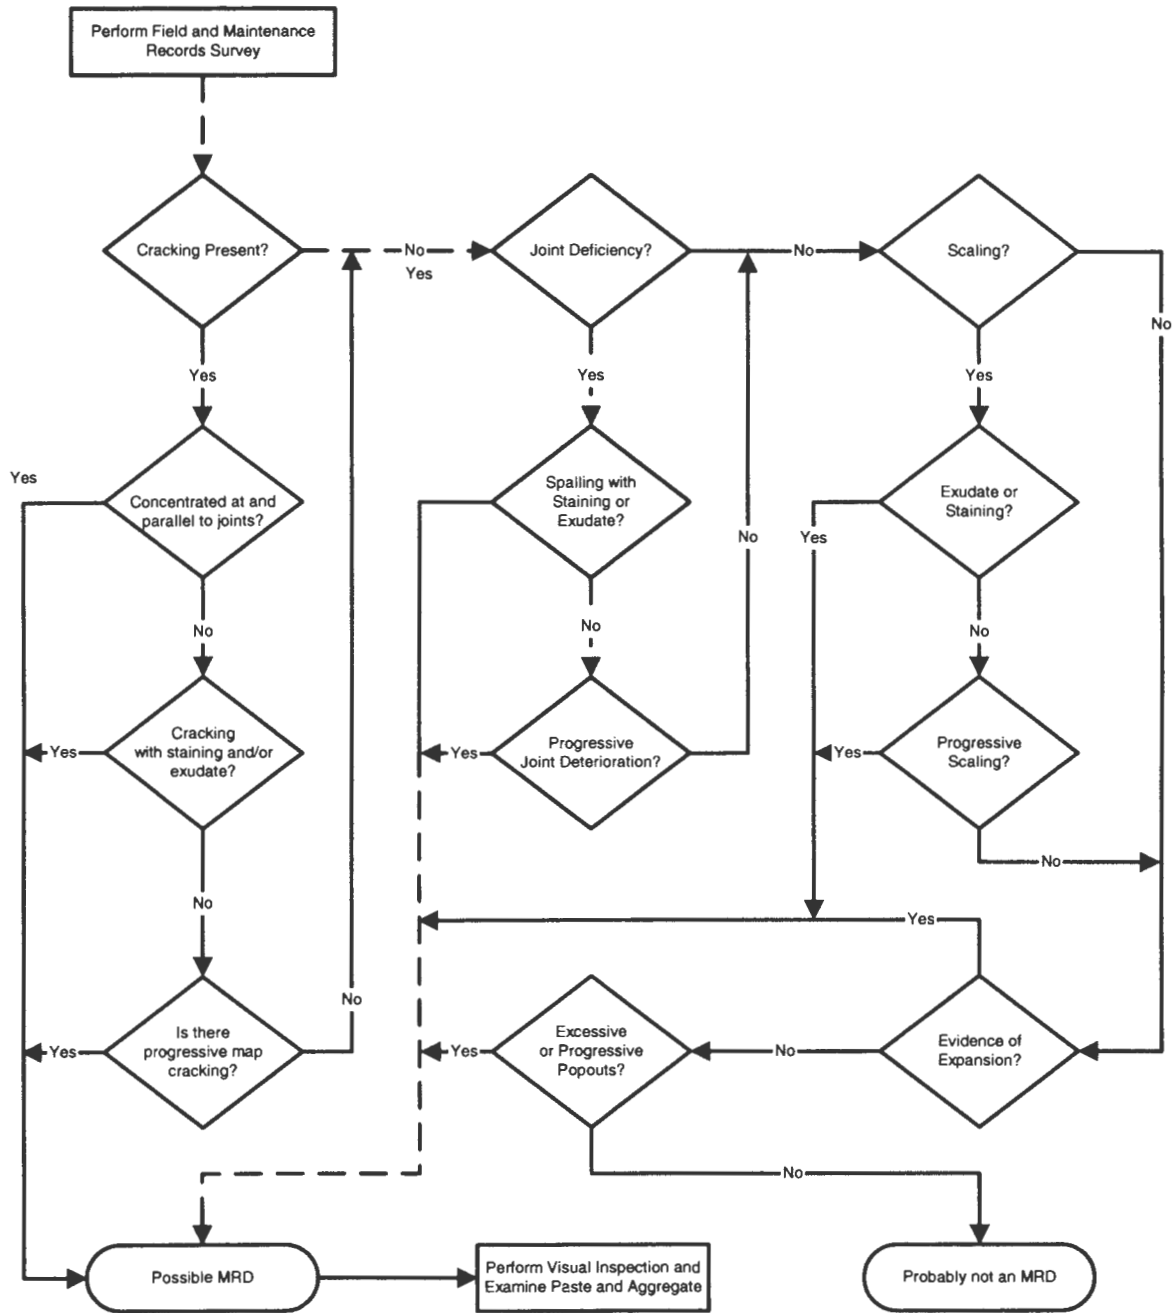 Perform Field and Maintenance
Records Survey
Cracking Present?
No
Yes
Joint Deficiency?
No
Scaling?
No
Yes
Yes
Yes
Yes
Concentrated at and
parallel to joints?
Spalling with
Staining or
Exudate?
No
Yes
Exudate or
Staining?
No
No
No
Yes
Cracking
with staining and/or
exudate?
Yes
Progressive
Joint Deterioration?
Yes
Progressive
Scaling?
No
No
Yes
No
Yes
Is there
progressive map
cracking?
Yes
Excessive
or Progressive
Popouts?
No
Evidence of
Expansion?
No
Possible MRD
Perform Visual Inspection and
Examine Paste and Aggregate
Probably not an MRD